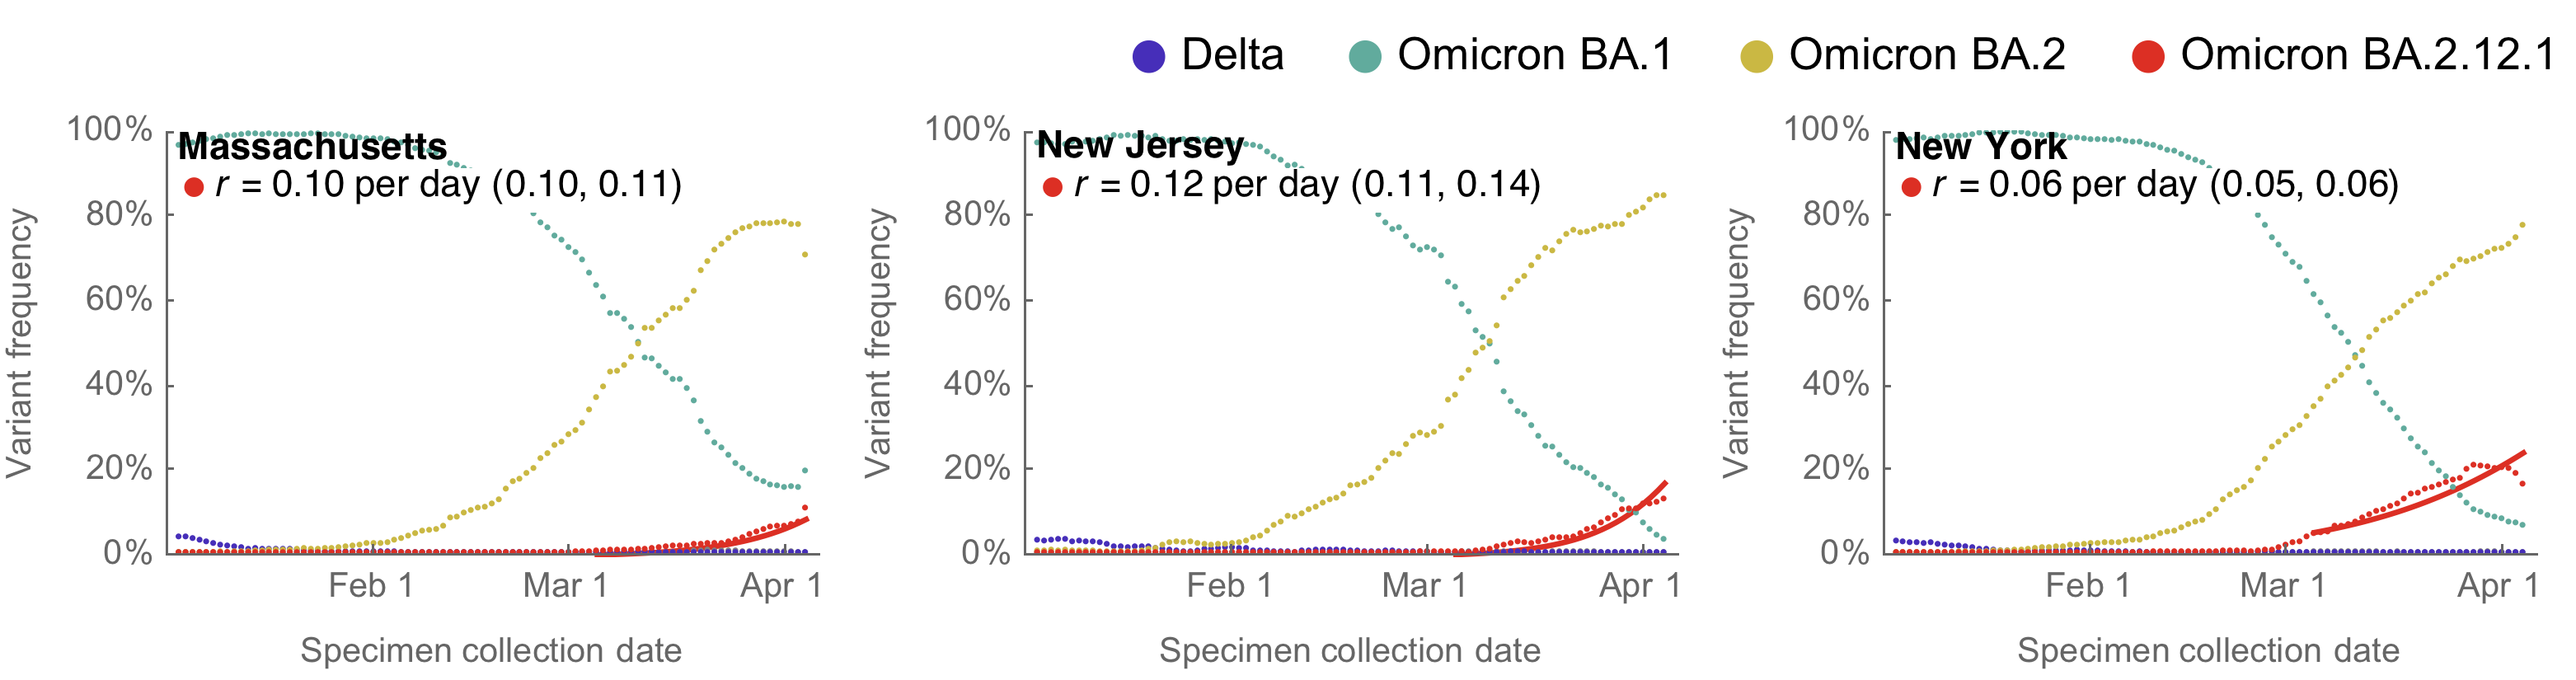 Delta Omicron BA.1 Omicron BA.2 Omicron BA.2.12.1
Massachusetts
r = 0.10 per day (0.10, 0.11)
Variant frequency
100%
80%
60%
40%
20%
0%
Feb 1 Mar 1 Apr 1
Specimen collection date
New Jersey
r = 0.12 per day (0.11, 0.14)
Variant frequency
100%
80%
60%
40%
20%
0%
Feb 1 Mar 1 Apr 1
Specimen collection date
New York
r = 0.06 per day (0.05, 0.06)
Variant frequency
100%
80%
60%
40%
20%
0%
Feb 1 Mar 1 Apr 1
Specimen collection date